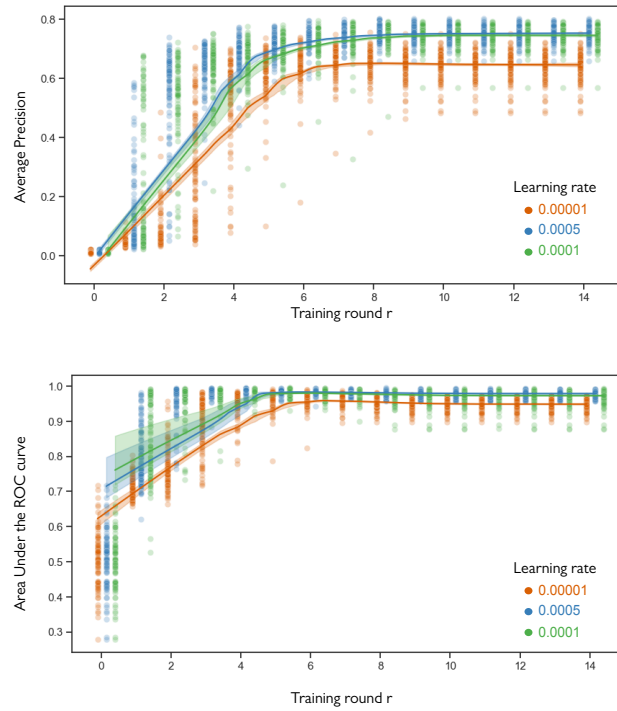 0.8
0.6
0.4
0.2
0.0
Average Precision
Learning rate
0.00001
0.0005
0.0001
0 2 4 6 8 10 12 14
Training round r
1.0
0.9
0.8
0.7
0.6
0.5
0.4
0.3
Area Under the ROC curve
Learning rate
0.00001
0.0005
0.0001
0 2 4 6 8 10 12 14
Training round r